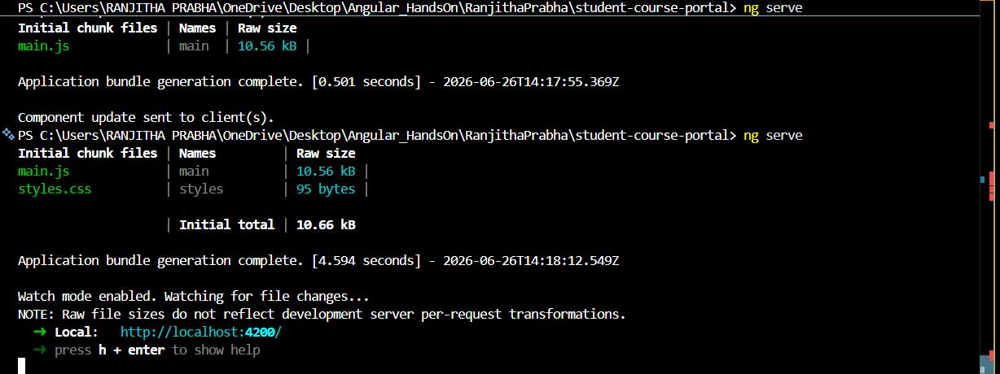 PS C:\Users\RANJITHA PRABHA\OneDrive\Desktop\Angular_HandsOn\RanjithaPrabha\student-course-portal> ng serve
Initial chunk files | Names | Raw size
main.js | main | 10.56 kB |
Application bundle generation complete. [0.501 seconds] - 2026-06-26T14:17:55.369Z
Component update sent to client(s).
PS C:\Users\RANJITHA PRABHA\OneDrive\Desktop\Angular_HandsOn\RanjithaPrabha\student-course-portal> ng serve
Initial chunk files | Names | Raw size
main.js | main | 10.56 kB |
styles.css | styles | 95 bytes |
| Initial total | 10.66 kB
Application bundle generation complete. [4.594 seconds] - 2026-06-26T14:18:12.549Z
Watch mode enabled. Watching for file changes...
NOTE: Raw file sizes do not reflect development server per-request transformations.
➜ Local: http://localhost:4200/
➜ press h + enter to show help